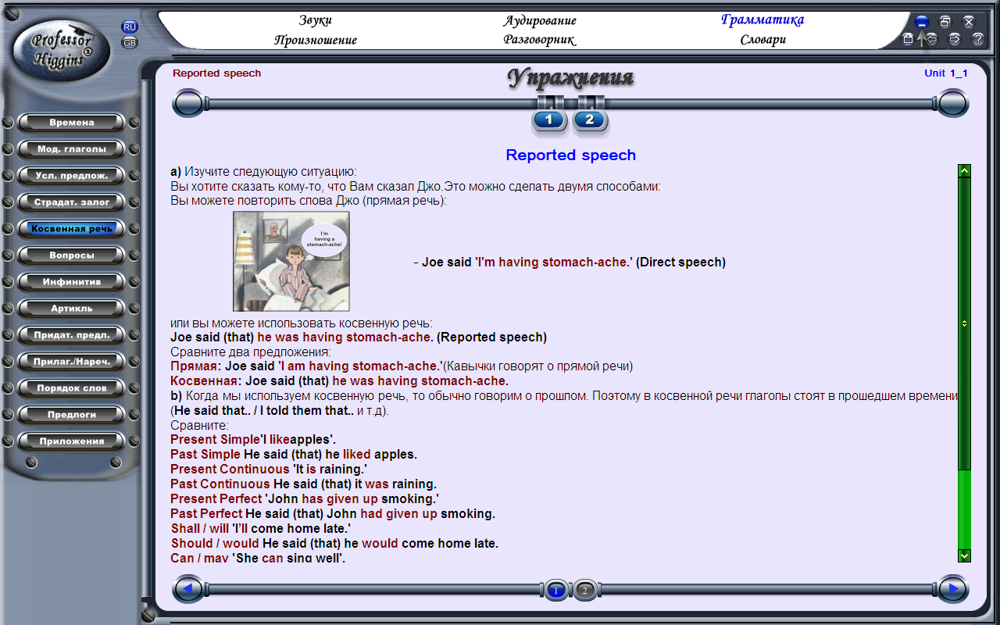 Professor Higgins
RU
GB
Звуки
Аудирование
Грамматика
Произношение
Разговорник
Словари
?
Reported speech
Упражнения
Unit 1_1
1
2
Времена
Мод. глаголы
Усл. предлож.
Страдат. залог
Косвенная речь
Вопросы
Инфинитив
Артикль
Придат. предл.
Прилаг./Нареч.
Порядок слов
Предлоги
Приложения
Reported speech
a) Изучите следующую ситуацию:
Вы хотите сказать кому-то, что Вам сказал Джо.Это можно сделать двумя способами:
Вы можете повторить слова Джо (прямая речь):
I'm
having a
stomach-ache!
- Joe said 'I'm having stomach-ache.' (Direct speech)
или вы можете использовать косвенную речь:
Joe said (that) he was having stomach-ache. (Reported speech)
Сравните два предложения:
Прямая: Joe said 'I am having stomach-ache.'(Кавычки говорят о прямой речи)
Косвенная: Joe said (that) he was having stomach-ache.
b) Когда мы используем косвенную речь, то обычно говорим о прошлом. Поэтому в косвенной речи глаголы стоят в прошедшем времени
(He said that.. / I told them that.. и т.д).
Сравните:
Present Simple'I likeapples'.
Past Simple He said (that) he liked apples.
Present Continuous 'It is raining.'
Past Continuous He said (that) it was raining.
Present Perfect 'John has given up smoking.'
Past Perfect He said (that) John had given up smoking.
Shall / will 'I'll come home late.'
Should / would He said (that) he would come home late.
Can / may 'She can sing well'.
1
2